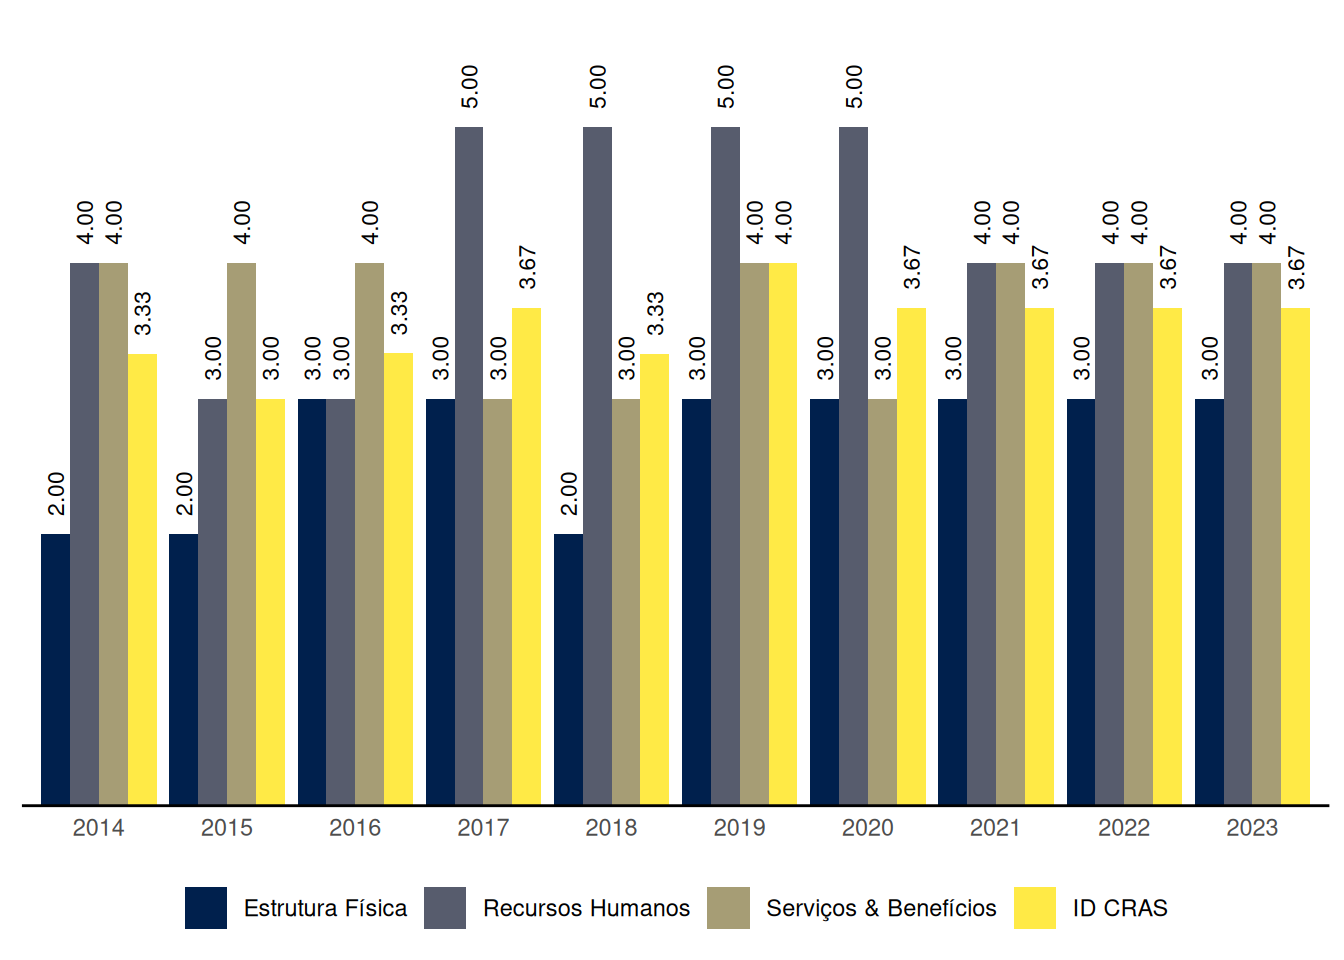 2.00 4.00 4.00 3.33
2.00 3.00 4.00 3.00
3.00 3.00 4.00 3.33
3.00 5.00 3.00 3.67
2.00 5.00 3.00 3.33
3.00 5.00 4.00 4.00
3.00 5.00 3.00 3.67
3.00 4.00 4.00 3.67
3.00 4.00 4.00 3.67
3.00 4.00 4.00 3.67
2014 2015 2016 2017 2018 2019 2020 2021 2022 2023
Estrutura Física Recursos Humanos Serviços & Benefícios ID CRAS